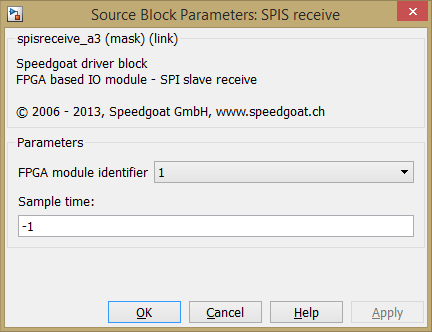 Source Block Parameters: SPIS receive
spisreceive_a3 (mask) (link)
Speedgoat driver block
FPGA based IO module - SPI slave receive
© 2006 - 2013, Speedgoat GmbH, www.speedgoat.ch
Parameters
FPGA module identifier 1
Sample time:
-1
OK Cancel Help Apply